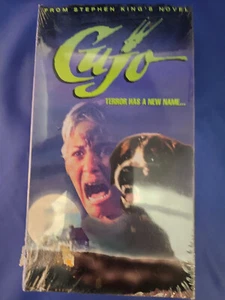 FROM STEPHEN KING'S NOVEL
Cujo
TERROR HAS A NEW NAME...